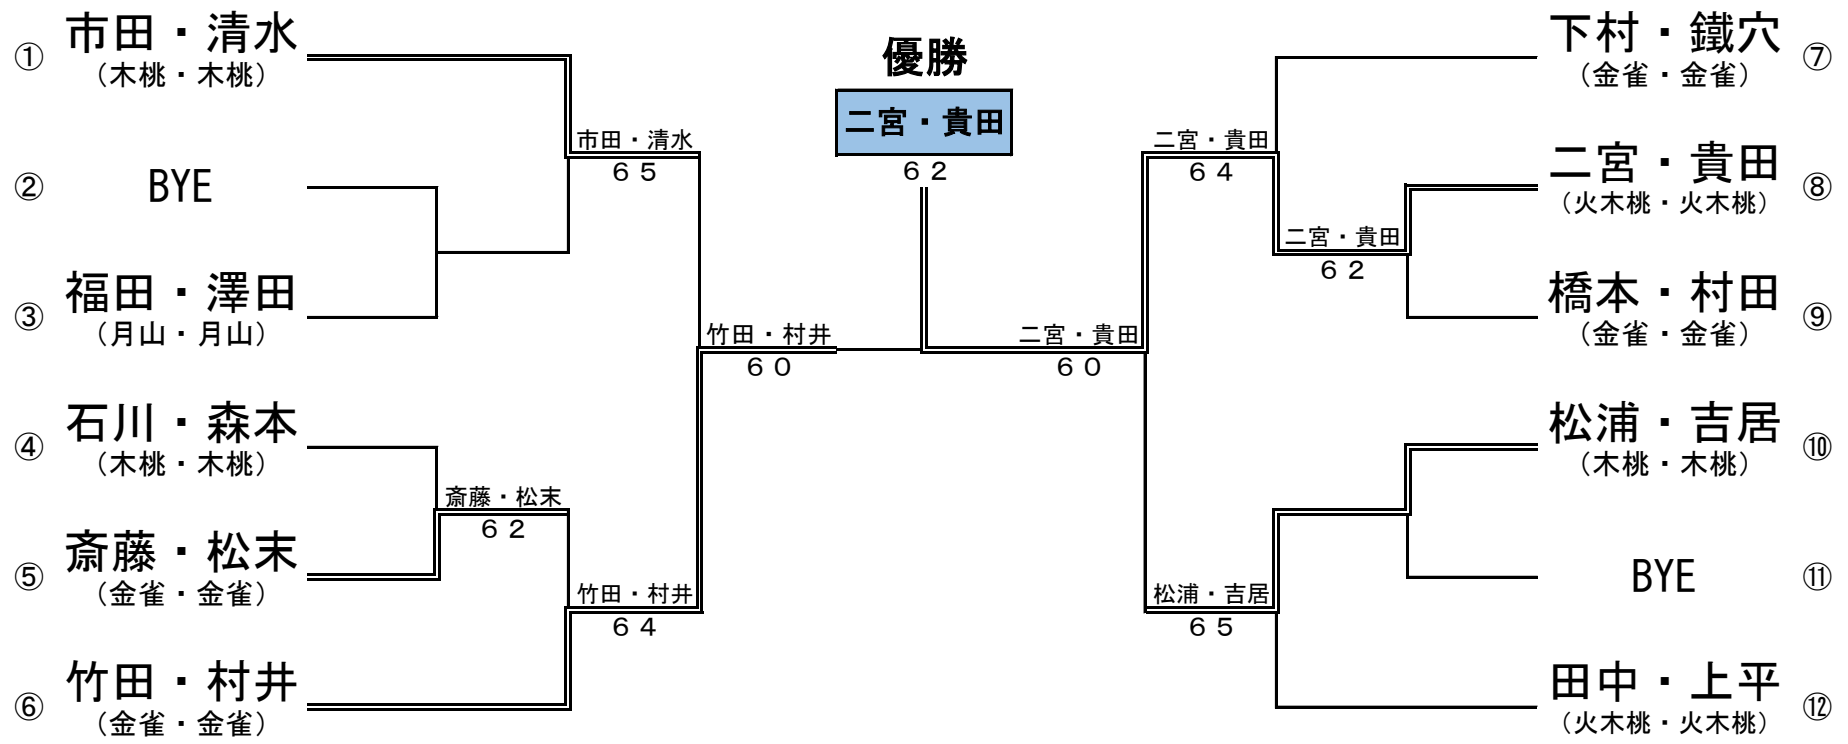 優勝
二宮・貴田
６２
① 市田・清水
（木桃・木桃）
② BYE
③ 福田・澤田
（月山・月山）
④ 石川・森本
（木桃・木桃）
⑤ 斎藤・松末
（金雀・金雀）
⑥ 竹田・村井
（金雀・金雀）
市田・清水
６５
斎藤・松末
６２
竹田・村井
６４
竹田・村井
６０
二宮・貴田
６０
二宮・貴田
６４
二宮・貴田
６２
松浦・吉居
６５
下村・鐵穴 ⑦
（金雀・金雀）
二宮・貴田 ⑧
（火木桃・火木桃）
橋本・村田 ⑨
（金雀・金雀）
松浦・吉居 ⑩
（木桃・木桃）
BYE ⑪
田中・上平 ⑫
（火木桃・火木桃）